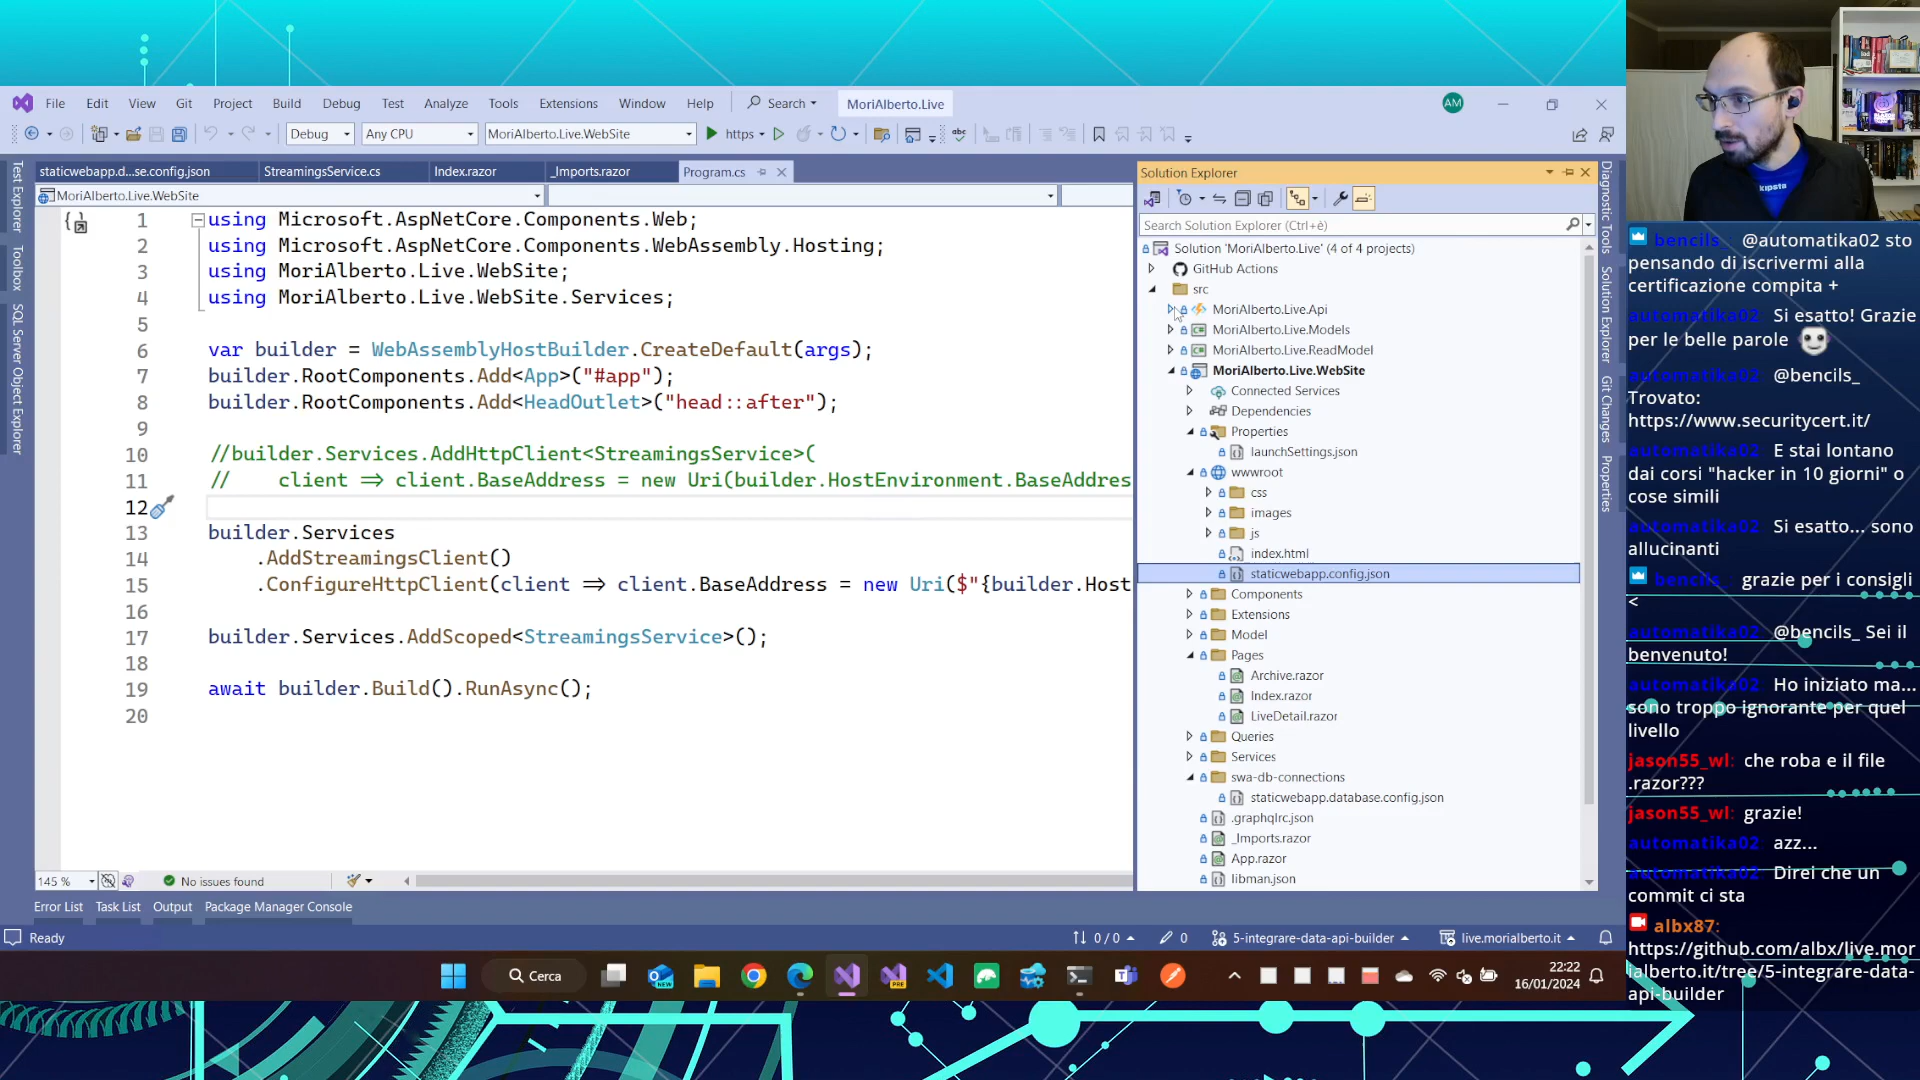 File Edit View Git Project Build Debug Test Analyze Tools Extensions Window Help Search MoriAlberto.Live AM
Debug Any CPU MoriAlberto.Live.WebSite https
staticwebapp.d...se.config.json StreamingsService.cs Index.razor _Imports.razor Program.cs
MoriAlberto.Live.WebSite
Test Explorer
Toolbox
SQL Server Object Explorer
1 using Microsoft.AspNetCore.Components.Web;
2 using Microsoft.AspNetCore.Components.WebAssembly.Hosting;
3 using MoriAlberto.Live.WebSite;
4 using MoriAlberto.Live.WebSite.Services;
5
6 var builder = WebAssemblyHostBuilder.CreateDefault(args);
7 builder.RootComponents.Add<App>("#app");
8 builder.RootComponents.Add<HeadOutlet>("head::after");
9
10 //builder.Services.AddHttpClient<StreamingsService>(
11 // client => client.BaseAddress = new Uri(builder.HostEnvironment.BaseAddres
12
13 builder.Services
14 .AddStreamingsClient()
15 .ConfigureHttpClient(client => client.BaseAddress = new Uri($"{builder.Host
16
17 builder.Services.AddScoped<StreamingsService>();
18
19 await builder.Build().RunAsync();
20
145 % No issues found
Error List Task List Output Package Manager Console
Ready
0 / 0 0 5-integrare-data-api-builder live.morialberto.it
Solution Explorer
Search Solution Explorer (Ctrl+è)
Solution 'MoriAlberto.Live' (4 of 4 projects)
GitHub Actions
src
MoriAlberto.Live.Api
MoriAlberto.Live.Models
MoriAlberto.Live.ReadModel
MoriAlberto.Live.WebSite
Connected Services
Dependencies
Properties
launchSettings.json
wwwroot
css
images
js
index.html
staticwebapp.config.json
Components
Extensions
Model
Pages
Archive.razor
Index.razor
LiveDetail.razor
Queries
Services
swa-db-connections
staticwebapp.database.config.json
.graphqlrc.json
_Imports.razor
App.razor
libman.json
Diagnostic Tools
Solution Explorer
Git Changes
Properties
Cerca
NEW
PRE
22:22
16/01/2024
kipsta
bencils_: @automatika02 sto
pensando di iscrivermi alla
certificazione compita +
automatika02 Si esatto! Grazie
per le belle parole
automatika02 @bencils_
Trovato:
https://www.securitycert.it/
automatika02 E stai lontano
dai corsi "hacker in 10 giorni" o
cose simili
automatika02 Si esatto... sono
allucinanti
bencils_: grazie per i consigli
<
automatika02 @bencils_ Sei il
benvenuto!
automatika02 Ho iniziato ma...
sono troppo ignorante per quel
livello
jason55_wl: che roba e il file
.razor???
jason55_wl: grazie!
automatika02 azz...
automatika02 Direi che un
commit ci sta
albx87:
https://github.com/albx/live.mor
ialberto.it/tree/5-integrare-data-
api-builder